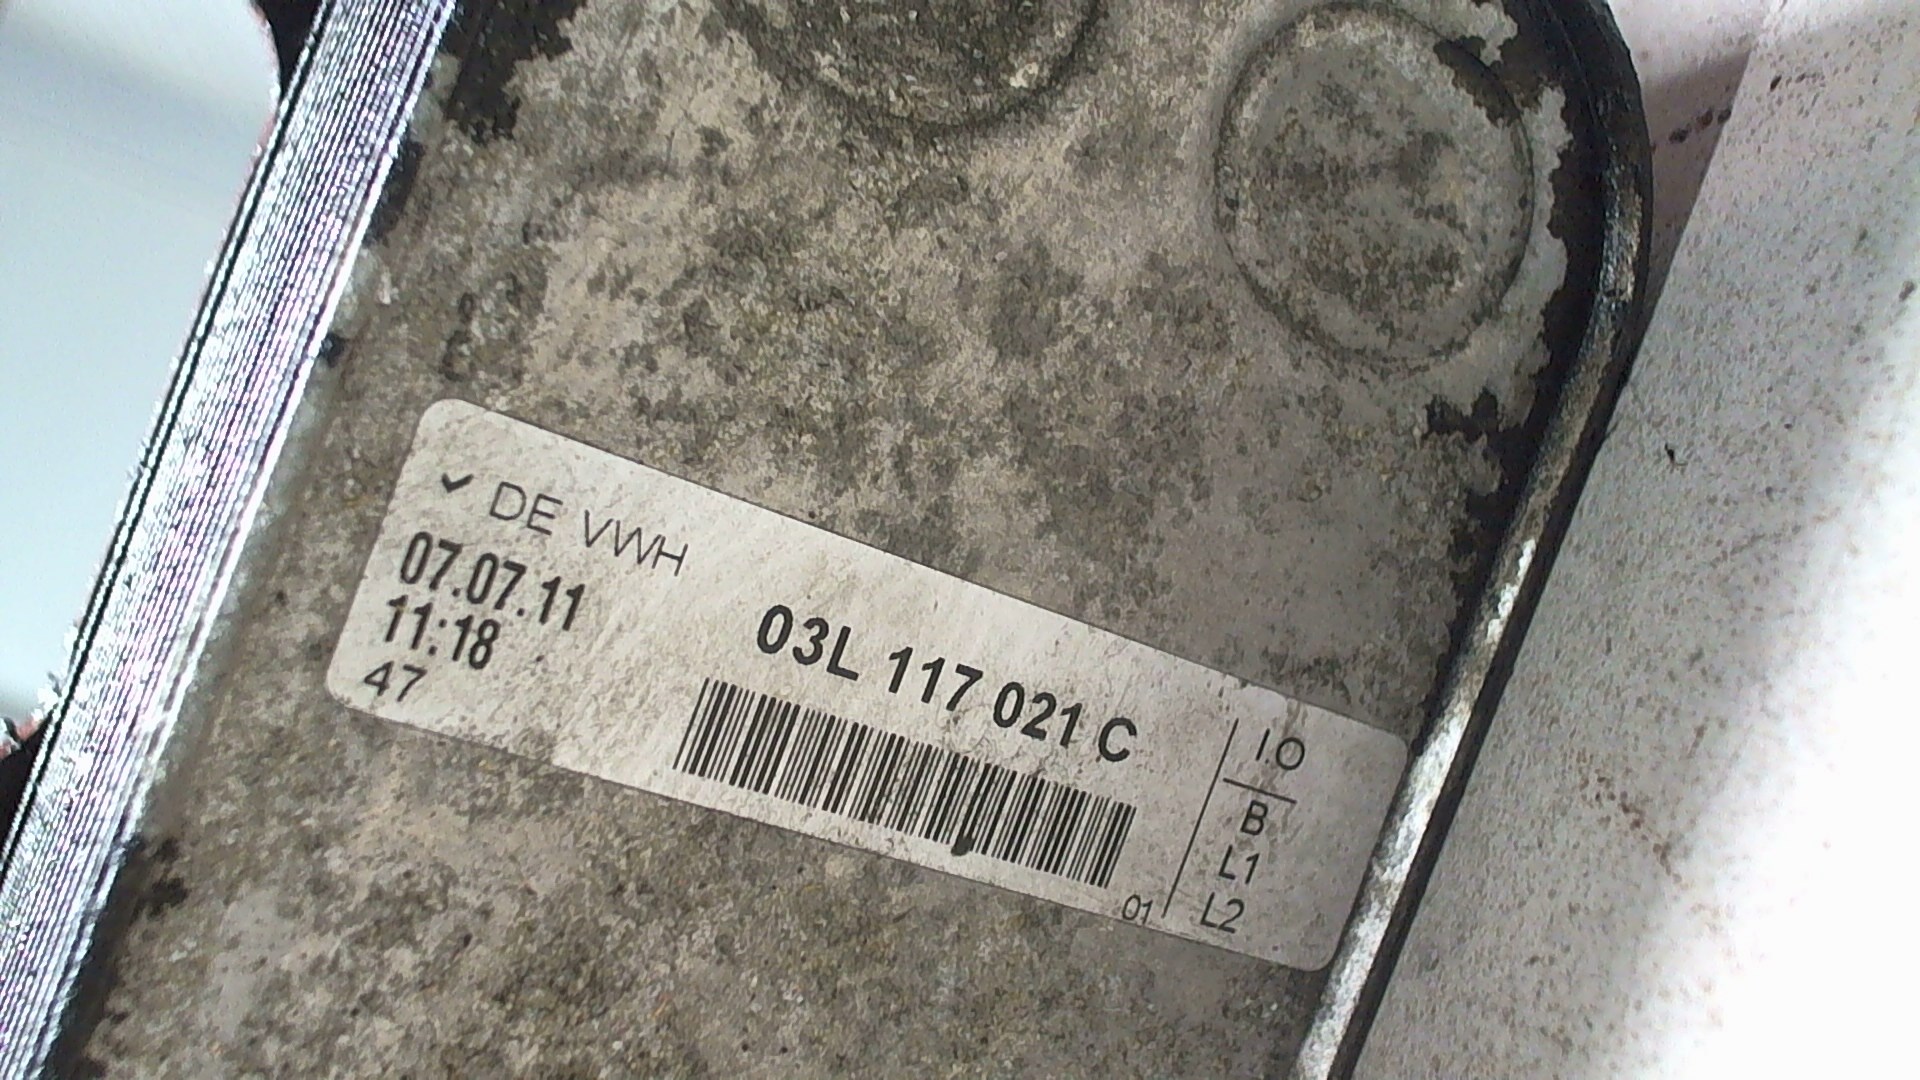 DE VWH
07.07.11
11:18
47
03L 117 021 C
01
I.O
B
L1
L2